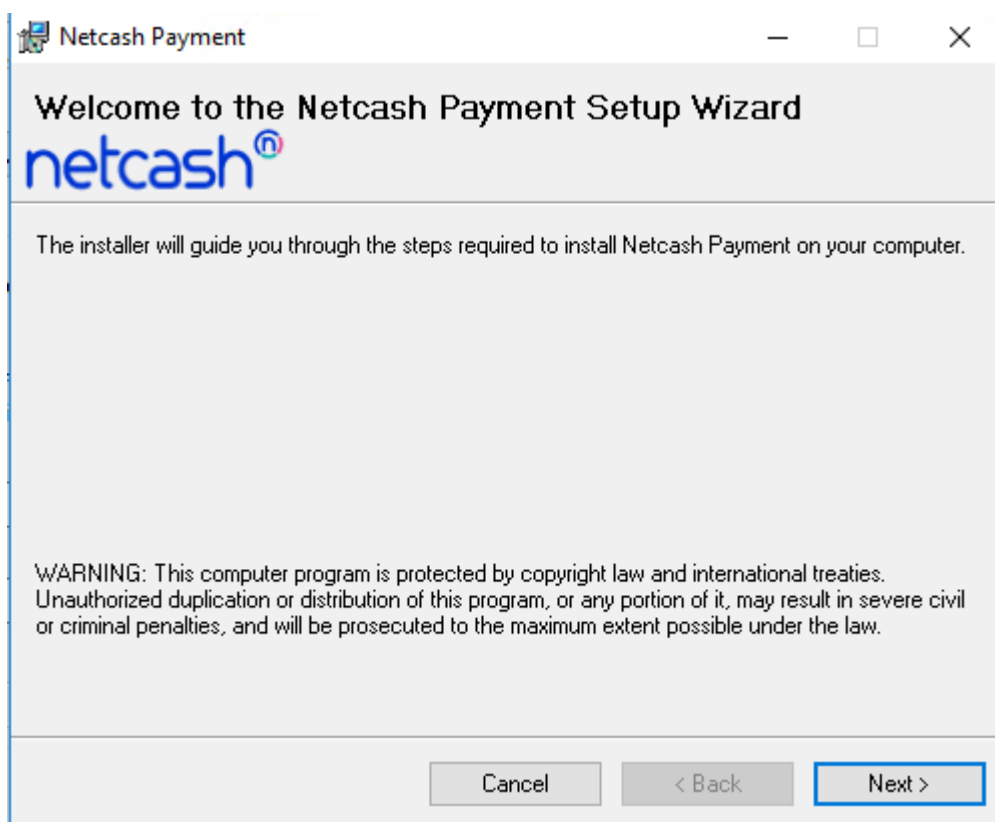 Netcash Payment
Welcome to the Netcash Payment Setup Wizard
netcash n
The installer will guide you through the steps required to install Netcash Payment on your computer.
WARNING: This computer program is protected by copyright law and international treaties.
Unauthorized duplication or distribution of this program, or any portion of it, may result in severe civil
or criminal penalties, and will be prosecuted to the maximum extent possible under the law.
Cancel < Back Next >